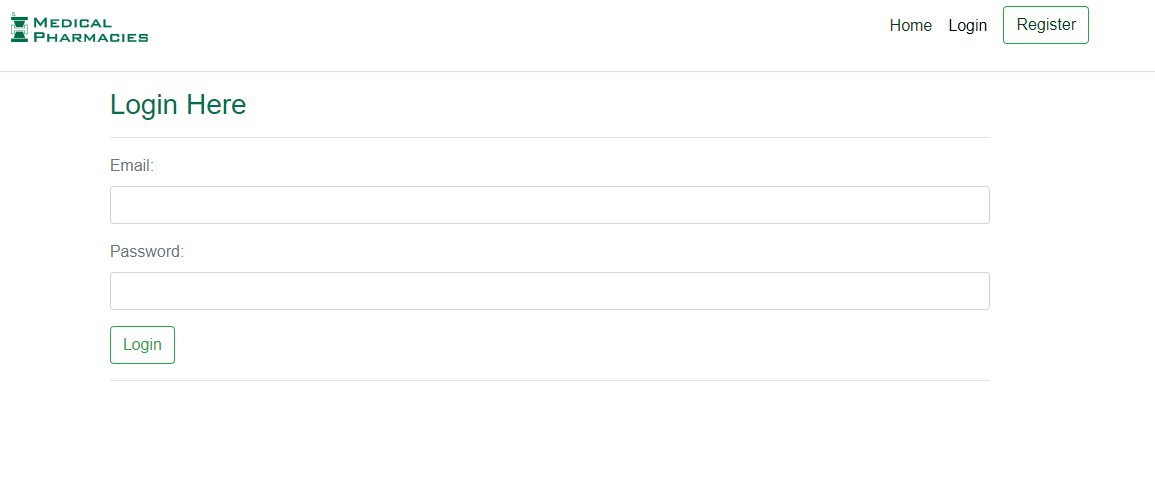 MEDICAL
PHARMACIES
Home Login Register
Login Here
Email:
Password:
Login